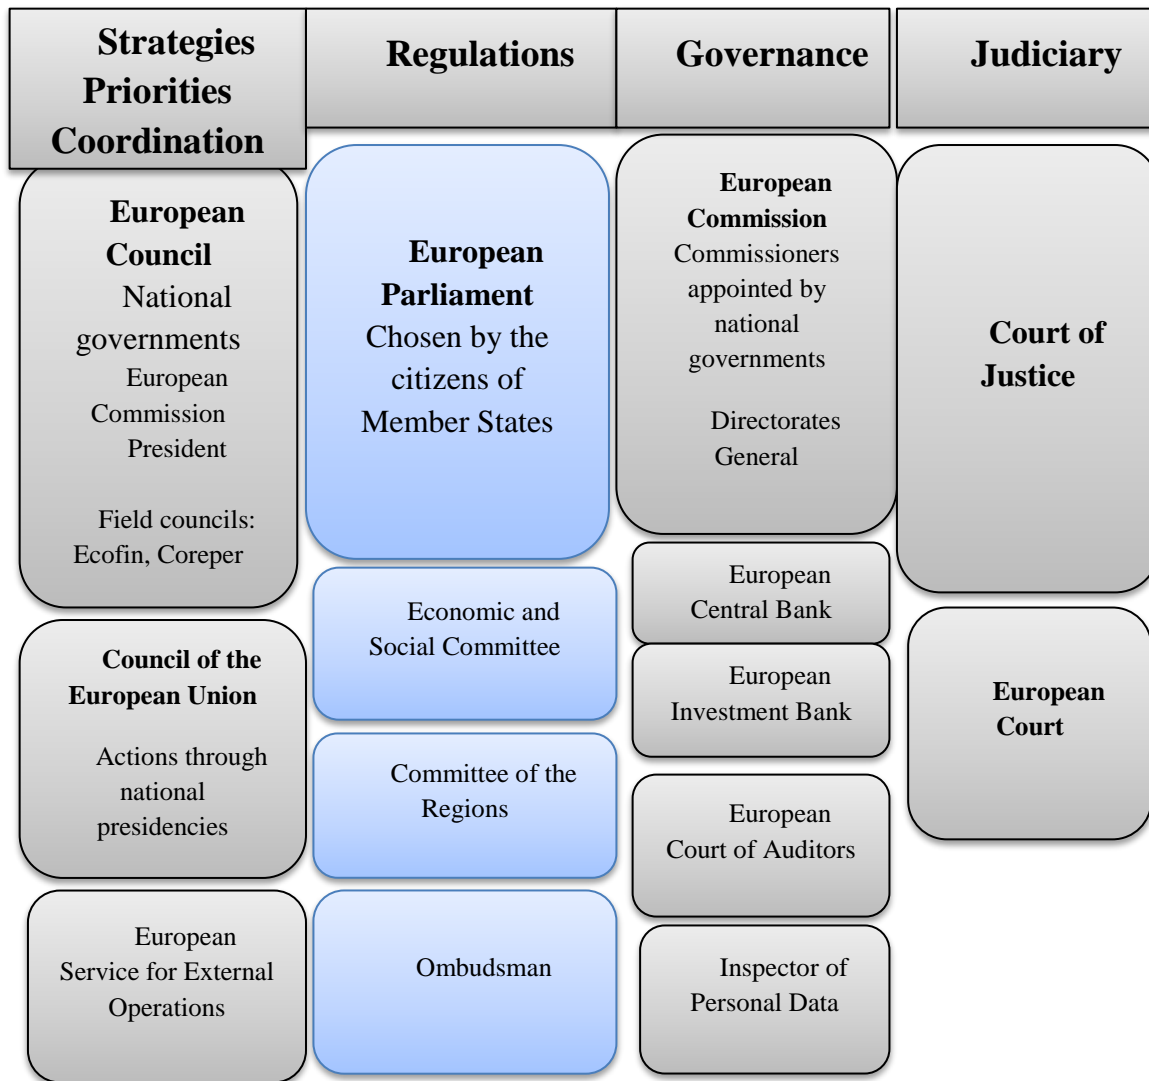 Strategies
Priorities
Coordination
Regulations
Governance
Judiciary
European
Council
National
governments
European
Commission
President
Field councils:
Ecofin, Coreper
Council of the
European Union
Actions through
national
presidencies
European
Service for External
Operations
European
Parliament
Chosen by the
citizens of
Member States
Economic and
Social Committee
Committee of the
Regions
Ombudsman
European
Commission
Commissioners
appointed by
national
governments
Directorates
General
European
Central Bank
European
Investment Bank
European
Court of Auditors
Inspector of
Personal Data
Court of
Justice
European
Court